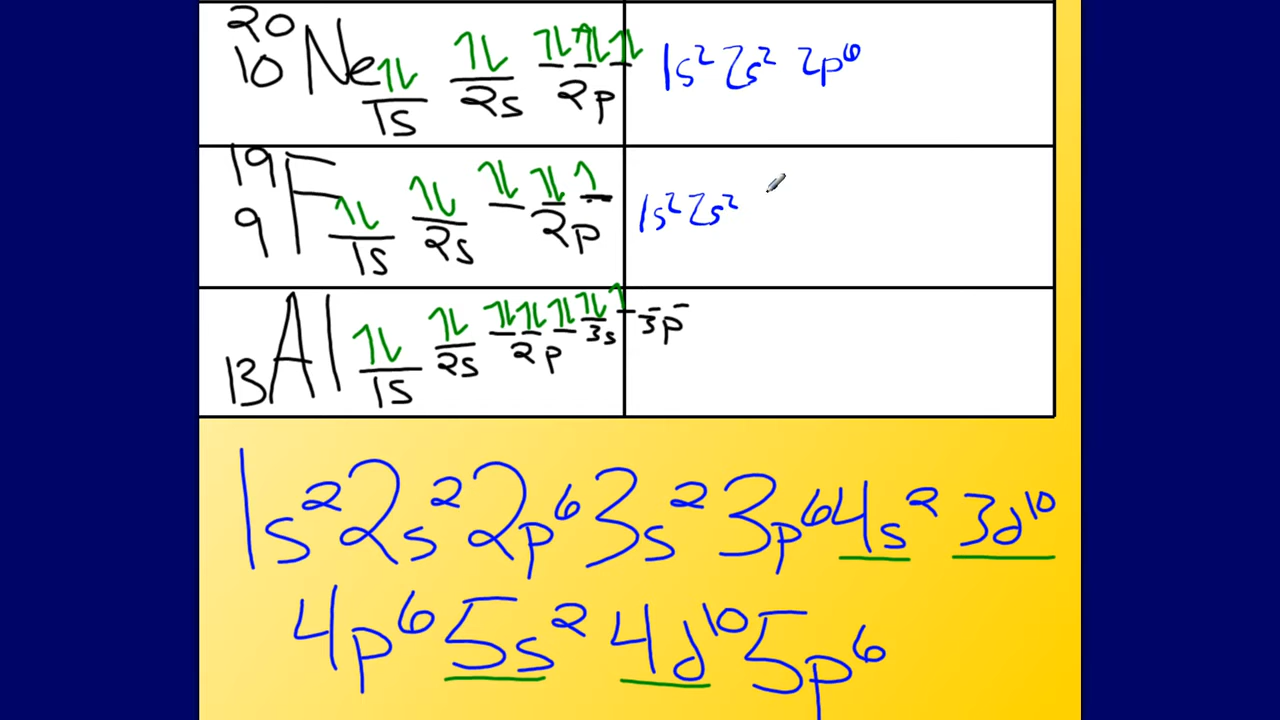 20
10 Ne 1s 2s 2p 1s² 2s² 2p⁶
19
9 F 1s 2s 2p 1s² 2s²
13 Al 1s 2s 2p 3s 3p
1s² 2s² 2p⁶ 3s² 3p⁶ 4s² 3d¹⁰
4p⁶ 5s² 4d¹⁰ 5p⁶